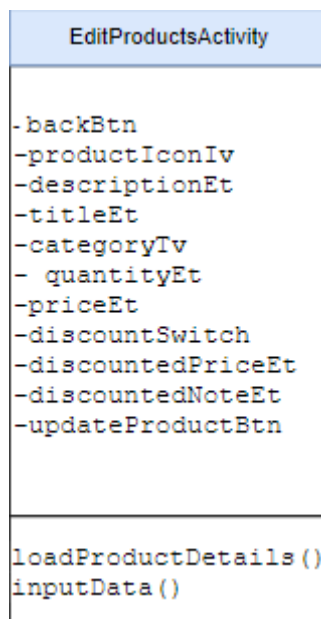 EditProductsActivity
-backBtn
-productIconIv
-descriptionEt
-titleEt
-categoryTv
- quantityEt
-priceEt
-discountSwitch
-discountedPriceEt
-discountedNoteEt
-updateProductBtn
loadProductDetails()
inputData()